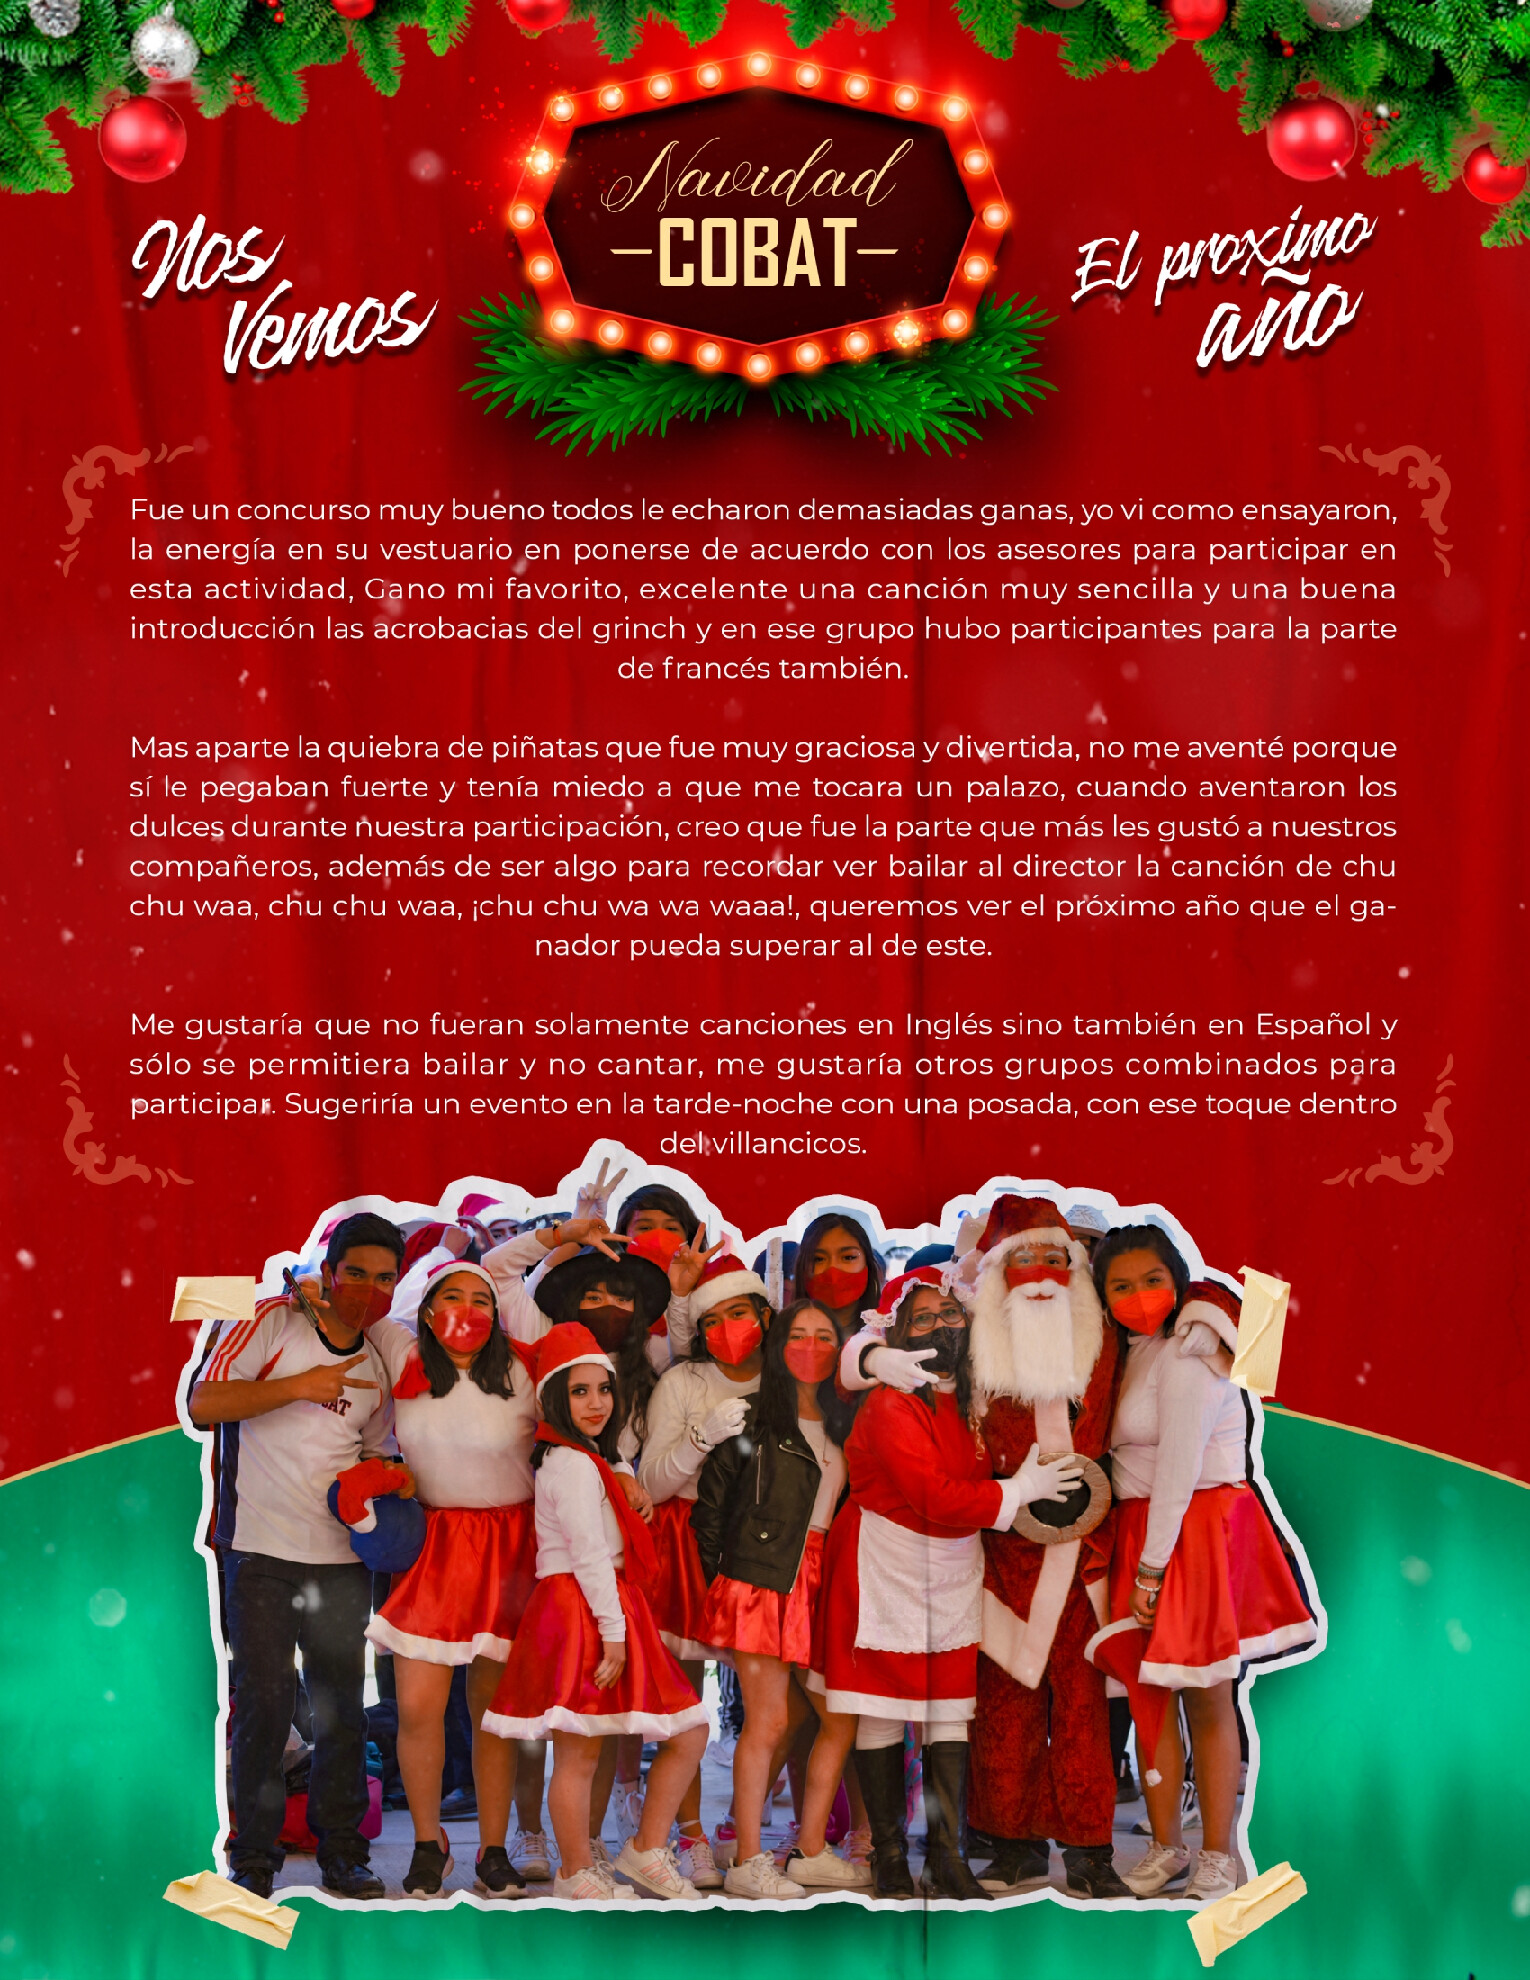 Navidad
-COBAT-
Nos
Vemos
El proximo
año
Fue un concurso muy bueno todos le echaron demasiadas ganas, yo vi como ensayaron,
la energía en su vestuario en ponerse de acuerdo con los asesores para participar en
esta actividad, Gano mi favorito, excelente una canción muy sencilla y una buena
introducción las acrobacias del grinch y en ese grupo hubo participantes para la parte
de francés también.
Mas aparte la quiebra de piñatas que fue muy graciosa y divertida, no me aventé porque
sí le pegaban fuerte y tenía miedo a que me tocara un palazo, cuando aventaron los
dulces durante nuestra participación, creo que fue la parte que más les gustó a nuestros
compañeros, además de ser algo para recordar ver bailar al director la canción de chu
chu waa, chu chu waa, ¡chu chu wa wa waaa!, queremos ver el próximo año que el ga-
nador pueda superar al de este.
Me gustaría que no fueran solamente canciones en Inglés sino también en Español y
sólo se permitiera bailar y no cantar, me gustaría otros grupos combinados para
participar. Sugeriría un evento en la tarde-noche con una posada, con ese toque dentro
del villancicos.